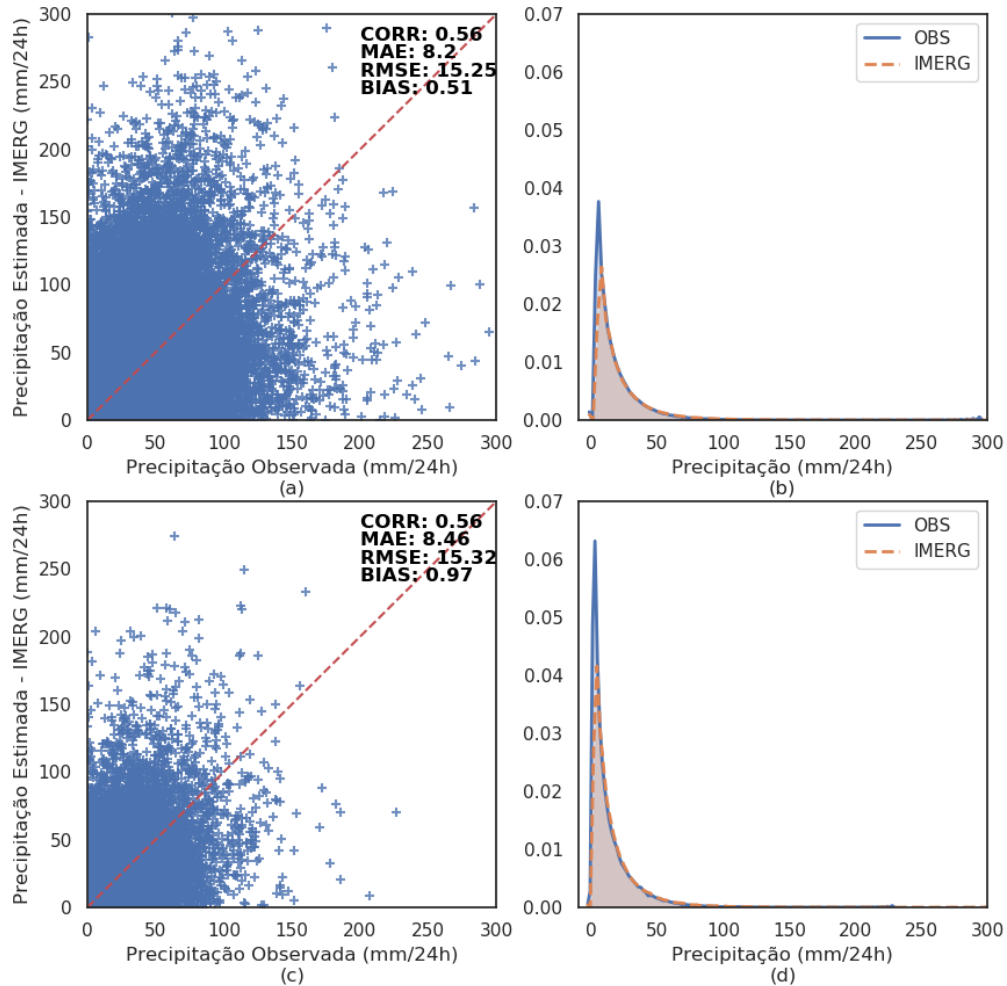 300
250
200
150
100
50
0
Precipitação Estimada - IMERG (mm/24h)
CORR: 0.56
MAE: 8.2
RMSE: 15.25
BIAS: 0.51
0 50 100 150 200 250 300
Precipitação Observada (mm/24h)
(a)
0.07
0.06
0.05
0.04
0.03
0.02
0.01
0.00
OBS
IMERG
0 50 100 150 200 250 300
Precipitação (mm/24h)
(b)
300
250
200
150
100
50
0
Precipitação Estimada - IMERG (mm/24h)
CORR: 0.56
MAE: 8.46
RMSE: 15.32
BIAS: 0.97
0 50 100 150 200 250 300
Precipitação Observada (mm/24h)
(c)
0.07
0.06
0.05
0.04
0.03
0.02
0.01
0.00
OBS
IMERG
0 50 100 150 200 250 300
Precipitação (mm/24h)
(d)